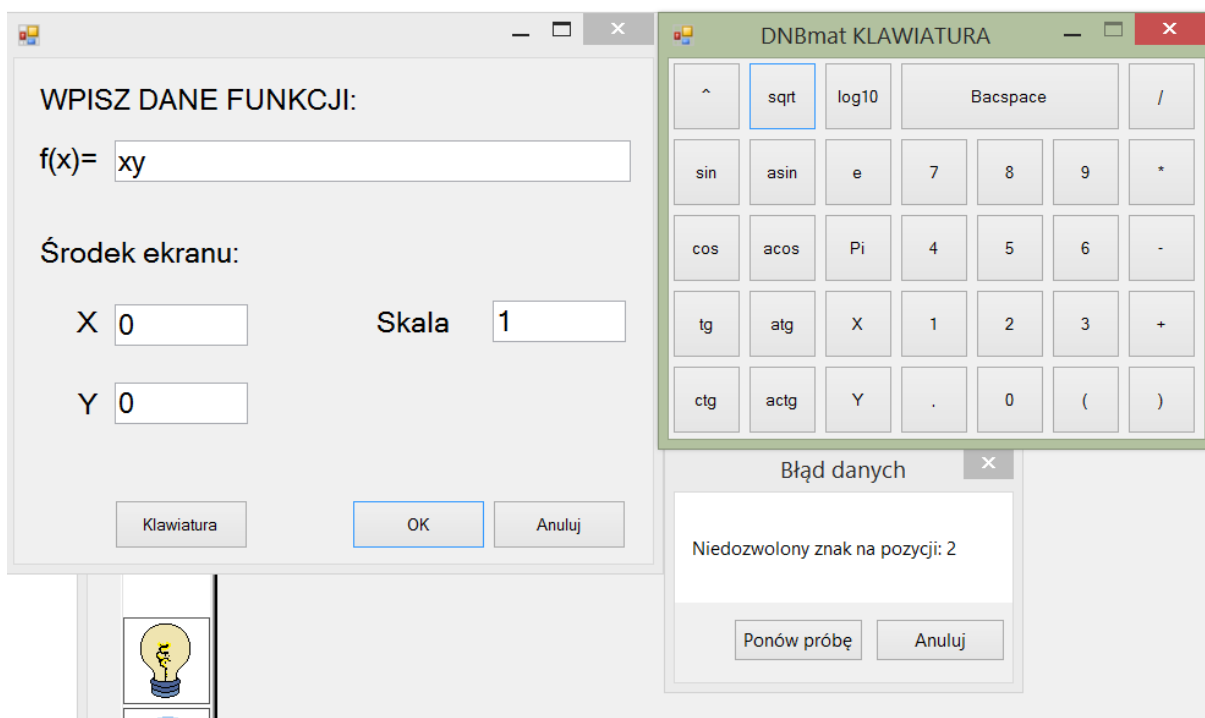 WPISZ DANE FUNKCJI:
f(x)= xy
Środek ekranu:
X 0 Skala 1
Y 0
Klawiatura OK Anuluj
DNBmat KLAWIATURA
^ sqrt log10 Bacspace /
sin asin e 7 8 9 *
cos acos Pi 4 5 6 -
tg atg X 1 2 3 +
ctg actg Y . 0 ( )
Błąd danych
Niedozwolony znak na pozycji: 2
Ponów próbę Anuluj